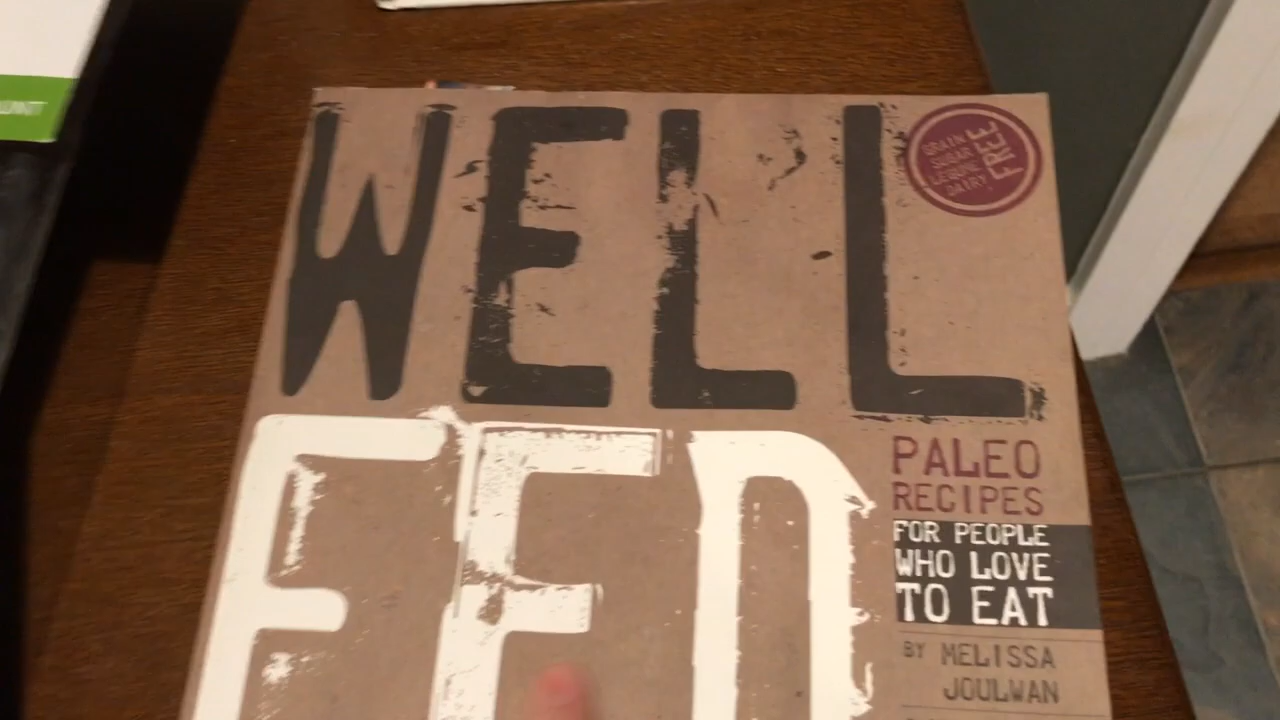 WELL
GRAIN
SUGAR
LEGUME
DAIRY
FREE
FED
PALEO
RECIPES
FOR PEOPLE
WHO LOVE
TO EAT
BY MELISSA
JOULWAN